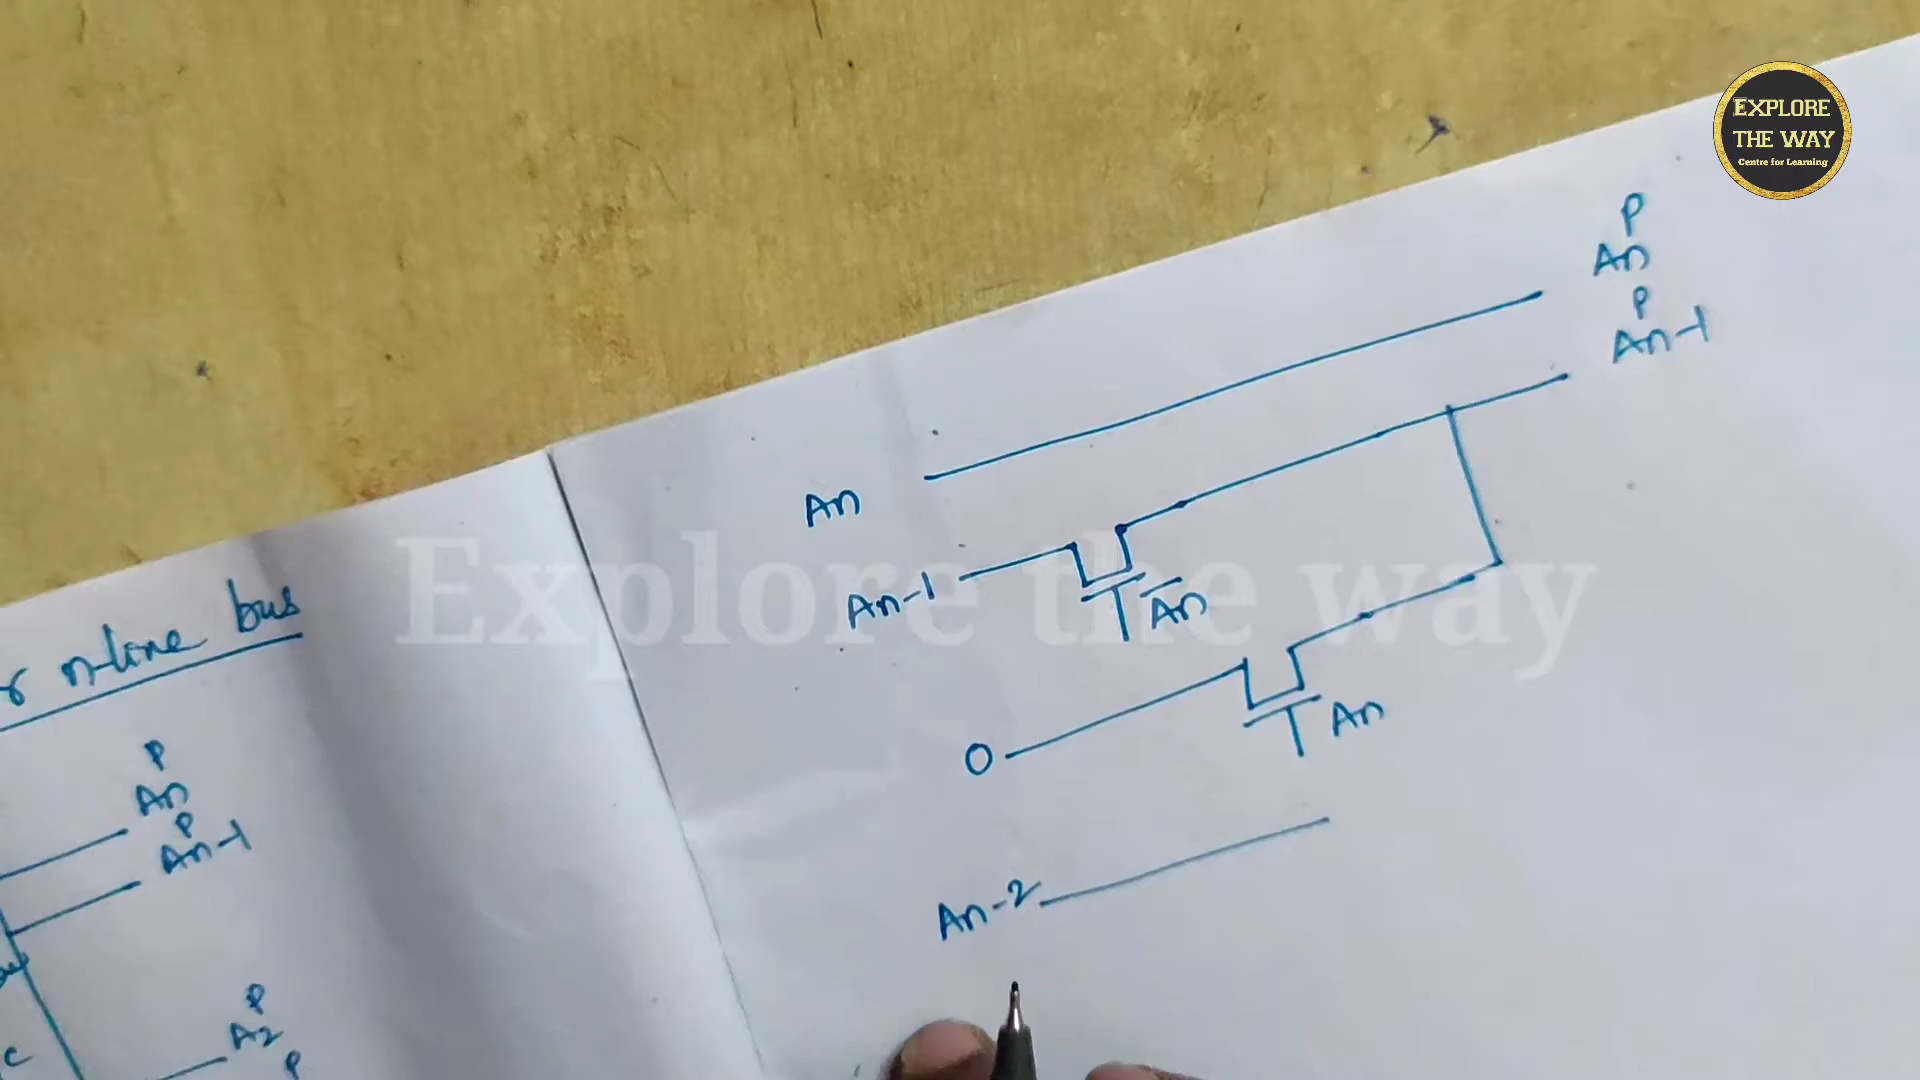 EXPLORE
THE WAY
Centre for Learning
Explore the way
n-line bus
P
An
P
An-1
P
A2
P
P
An
P
An-1
An
An-1
A̅n̅
0
An
An-2